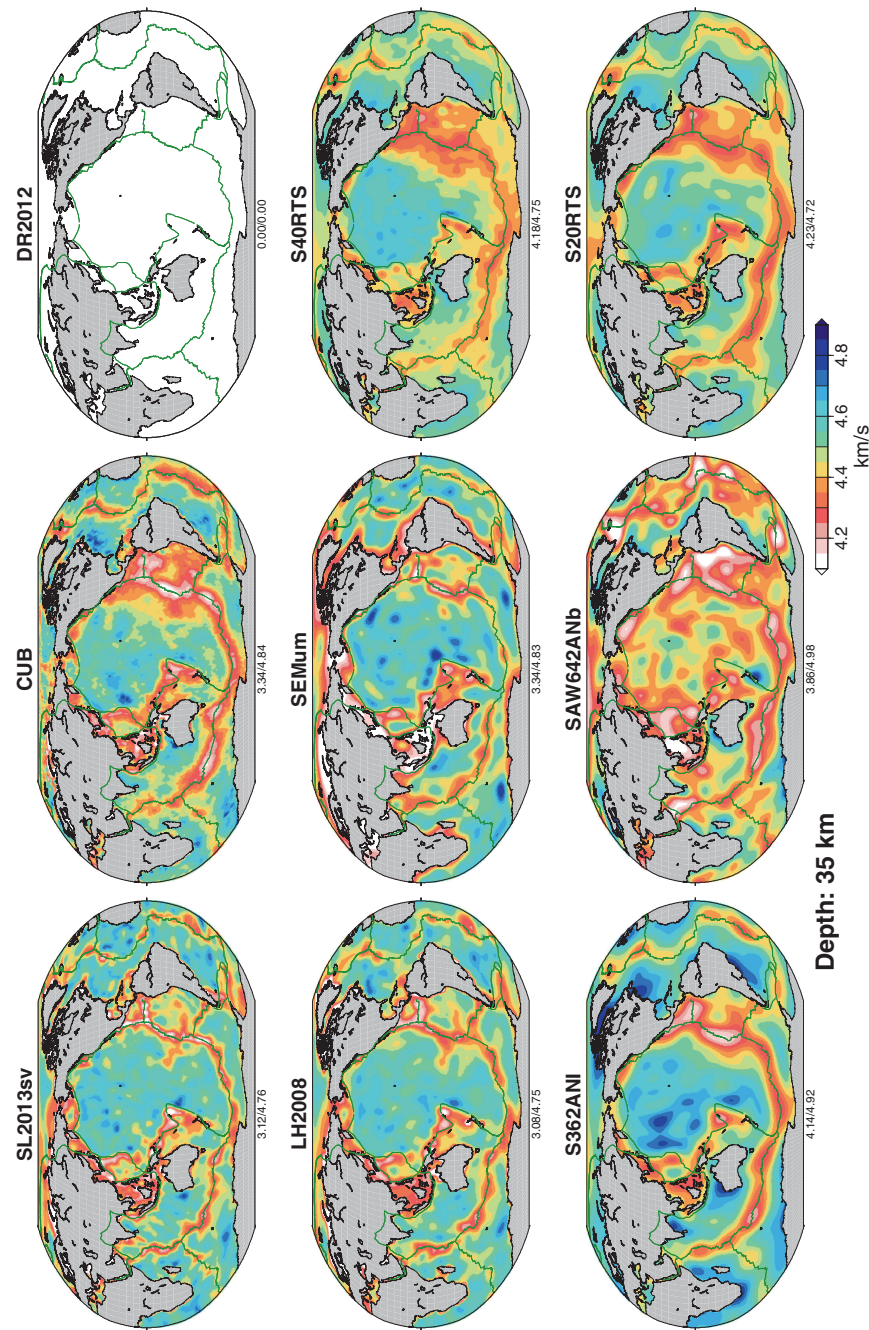 SL2013sv
CUB
DR2012
3.12/4.76
3.34/4.84
0.00/0.00
LH2008
SEMum
S40RTS
3.08/4.75
3.34/4.83
4.18/4.75
S362ANI
SAW642ANb
S20RTS
4.14/4.92
3.86/4.98
4.23/4.72
Depth: 35 km
4.2 4.4 4.6 4.8
km/s